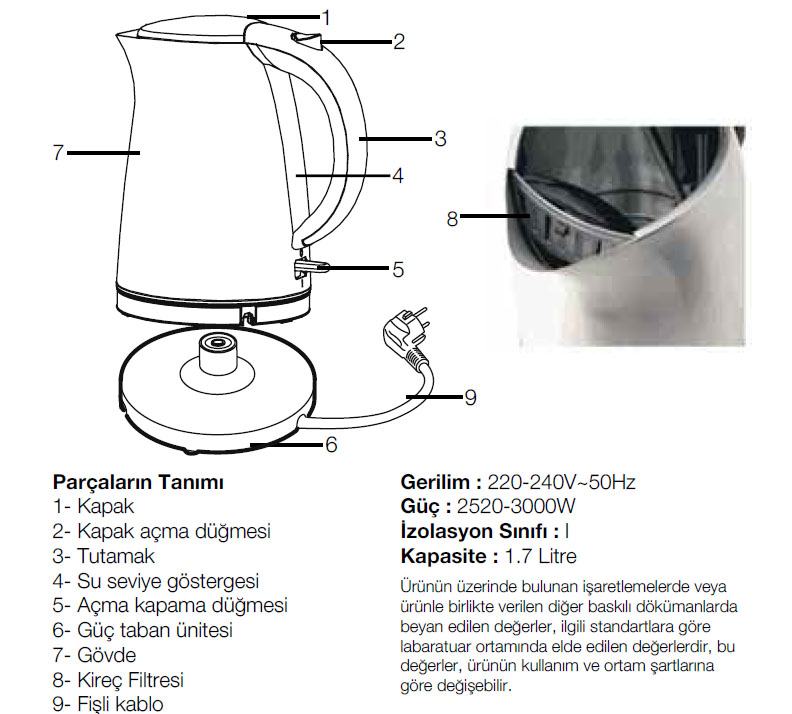 1
2
3
7
4
8
5
9
6
Parçaların Tanımı
1- Kapak
2- Kapak açma düğmesi
3- Tutamak
4- Su seviye göstergesi
5- Açma kapama düğmesi
6- Güç taban ünitesi
7- Gövde
8- Kireç Filtresi
9- Fişli kablo
Gerilim : 220-240V~50Hz
Güç : 2520-3000W
İzolasyon Sınıfı : I
Kapasite : 1.7 Litre
Ürünün üzerinde bulunan işaretlemelerde veya
ürünle birlikte verilen diğer baskılı dökümanlarda
beyan edilen değerler, ilgili standartlara göre
labaratuar ortamında elde edilen değerlerdir, bu
değerler, ürünün kullanım ve ortam şartlarına
göre değişebilir.